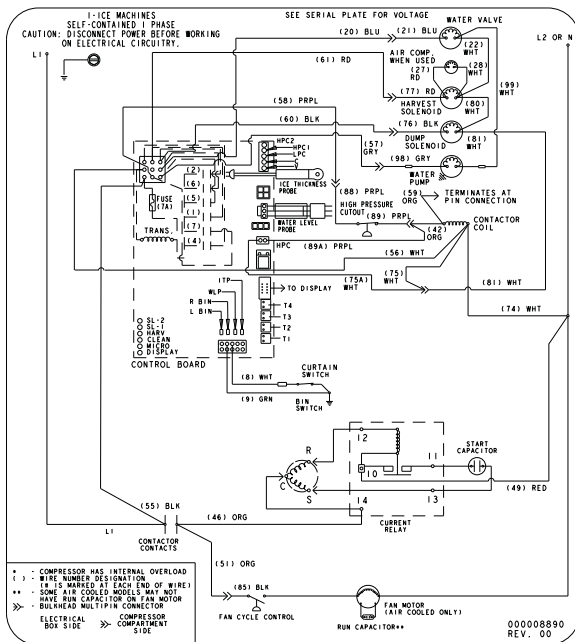 I-ICE MACHINES
SELF-CONTAINED 1 PHASE
CAUTION: DISCONNECT POWER BEFORE WORKING
ON ELECTRICAL CIRCUITRY.
SEE SERIAL PLATE FOR VOLTAGE
WATER VALVE
L1
L2 OR N
(20) BLU
(21) BLU
(22)
WHT
AIR COMP.
WHEN USED
(61) RD
(27)
RD
(28)
WHT
(99)
WHT
(77) RD
HARVEST
SOLENOID
(80)
WHT
(58) PRPL
(60) BLK
(76) BLK
DUMP
SOLENOID
(81)
WHT
(57)
GRY
(98) GRY
WATER
PUMP
HPC2
HPC1
LPC
C
F
ICE THICKNESS
PROBE
(2)
(6)
(5)
(1)
(7)
(4)
FUSE
(7A)
TRANS.
WATER LEVEL
PROBE
(88) PRPL
HIGH PRESSURE
CUTOUT
(59)
ORG
TERMINATES AT
PIN CONNECTION
(89) PRPL
(42)
ORG
CONTACTOR
COIL
HPC
(89A) PRPL
(56) WHT
(75)
WHT
(75A)
WHT
(81) WHT
(74) WHT
TO DISPLAY
ITP
WLP
R BIN
L BIN
T4
T3
T2
T1
SL-2
SL-1
HARV
CLEAN
MICRO
DISPLAY
CONTROL BOARD
(8) WHT
CURTAIN
SWITCH
(9) GRN
BIN
SWITCH
R
C
S
12
10
11
14
13
START
CAPACITOR
(49) RED
CURRENT
RELAY
(55) BLK
(46) ORG
L1
CONTACTOR
CONTACTS
(51) ORG
(85) BLK
FAN CYCLE CONTROL
FAN MOTOR
(AIR COOLED ONLY)
RUN CAPACITOR**
* - COMPRESSOR HAS INTERNAL OVERLOAD
( ) - WIRE NUMBER DESIGNATION
(# IS MARKED AT EACH END OF WIRE)
** - SOME AIR COOLED MODELS MAY NOT
HAVE RUN CAPACITOR ON FAN MOTOR
- BULKHEAD MULTIPIN CONNECTOR
ELECTRICAL
BOX SIDE
COMPRESSOR
COMPARTMENT
SIDE
000008890
REV. 00